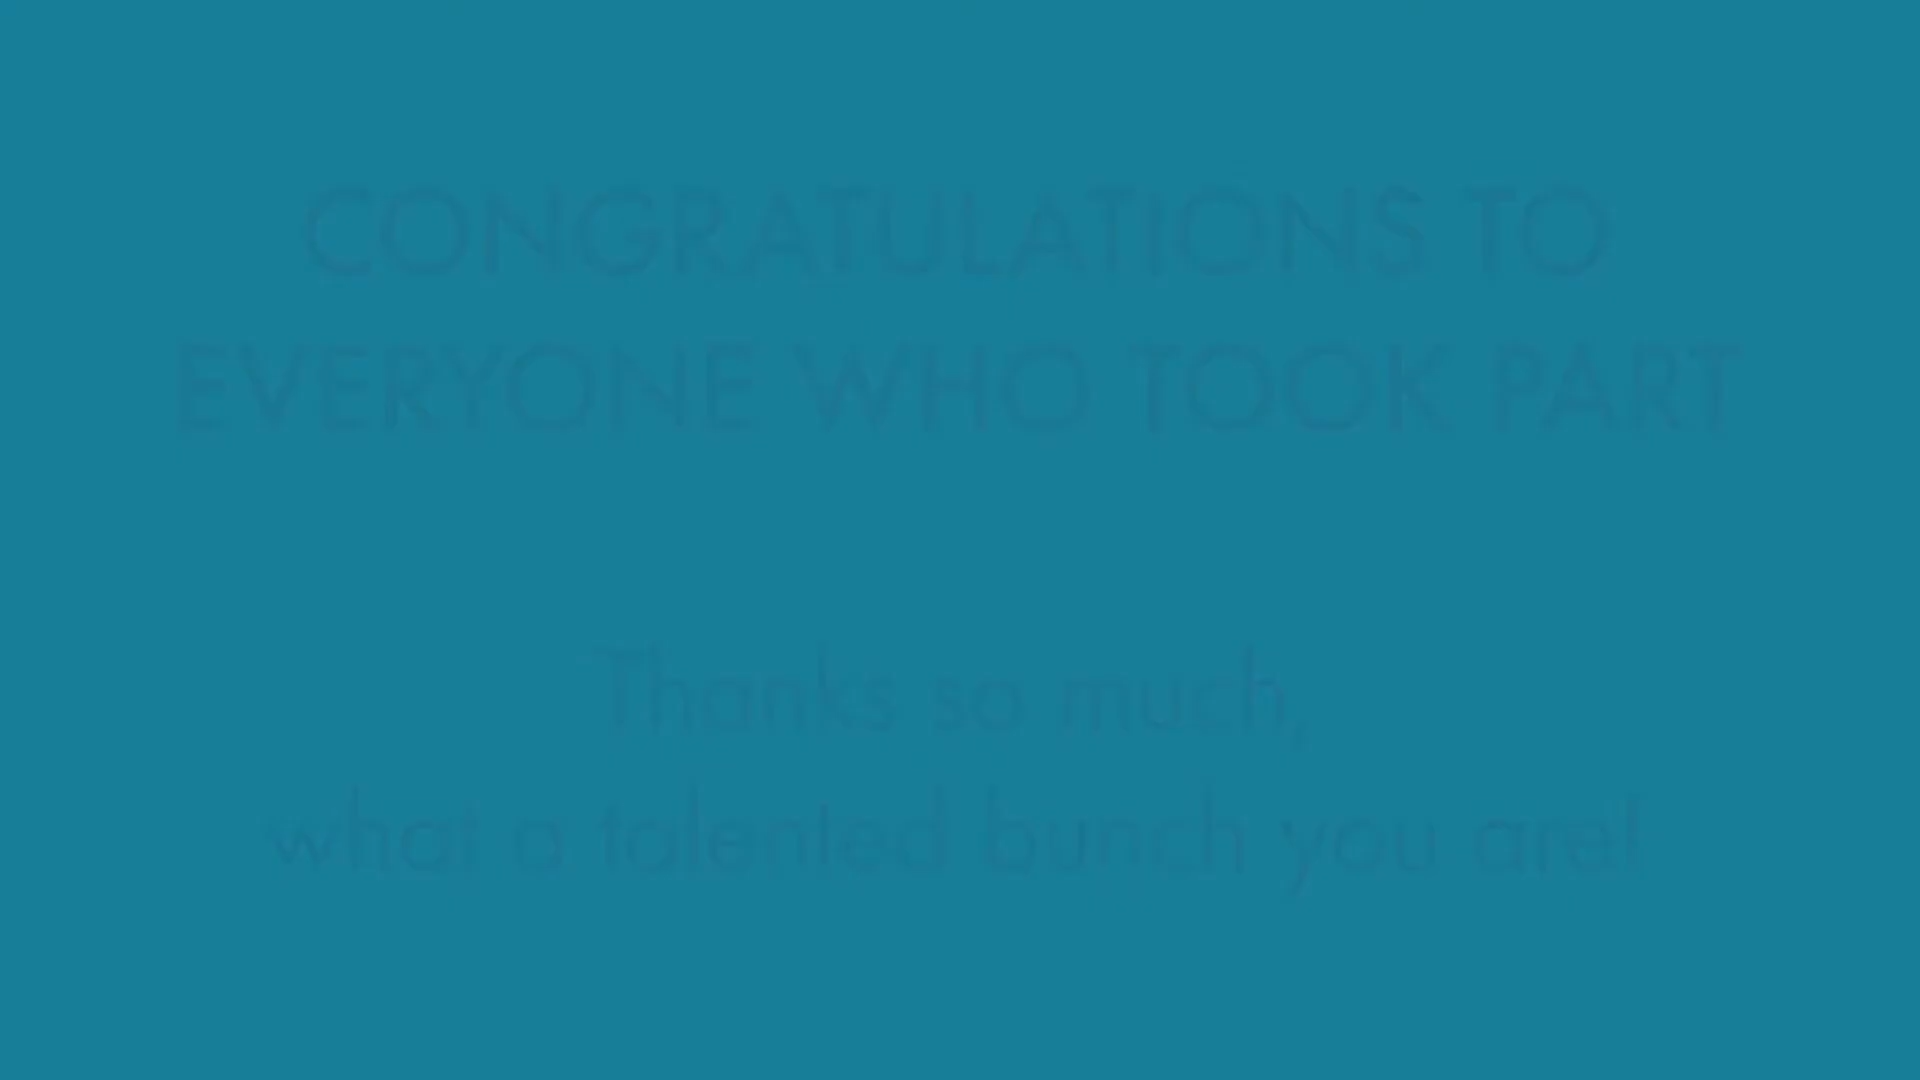 CONGRATULATIONS TO
EVERYONE WHO TOOK PART
Thanks so much,
what a talented bunch you are!